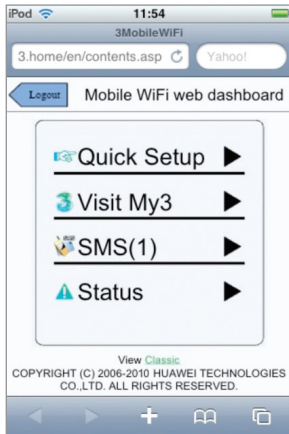 iPod 11:54
3MobileWiFi
3.home/en/contents.asp Yahoo!
Logout Mobile WiFi web dashboard
Quick Setup
3 Visit My3
SMS(1)
Status
View Classic
COPYRIGHT (C) 2006-2010 HUAWEI TECHNOLOGIES
CO.,LTD. ALL RIGHTS RESERVED.